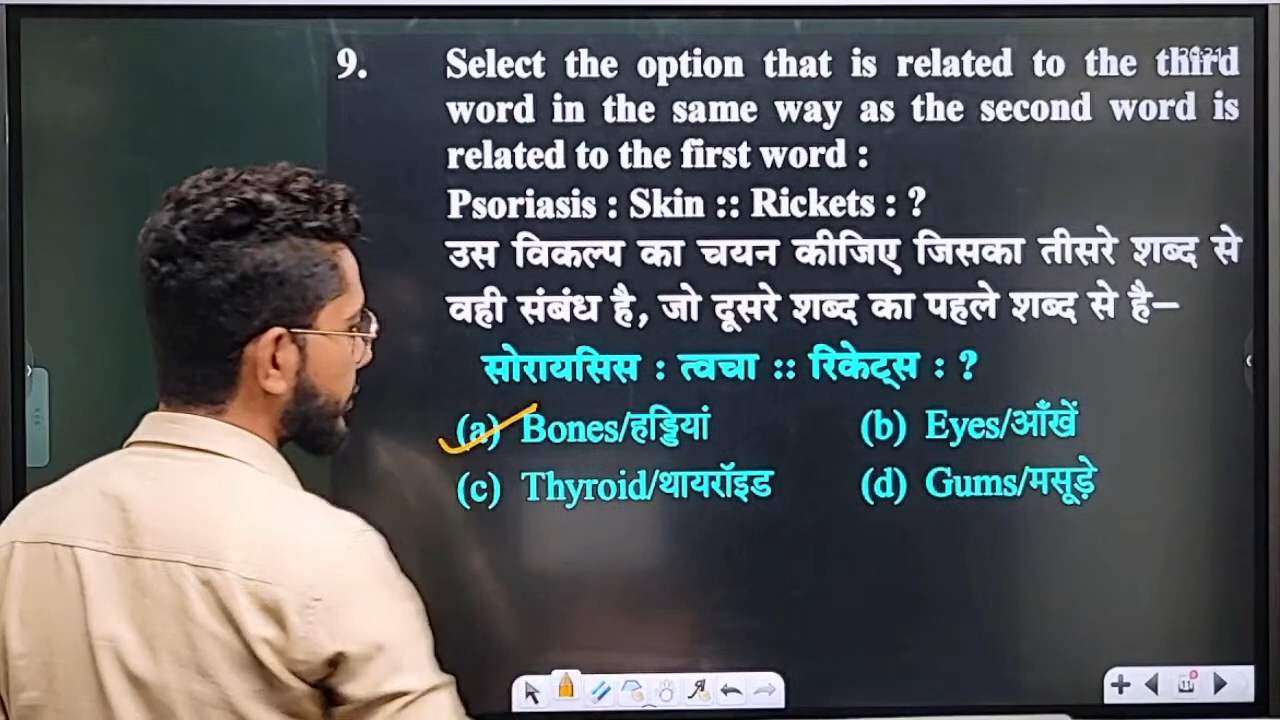 9. Select the option that is related to the third
word in the same way as the second word is
related to the first word :
Psoriasis : Skin :: Rickets : ?
उस विकल्प का चयन कीजिए जिसका तीसरे शब्द से
वही संबंध है, जो दूसरे शब्द का पहले शब्द से है–
सोरायसिस : त्वचा :: रिकेट्स : ?
(a) Bones/हड्डियां (b) Eyes/आँखें
(c) Thyroid/थायरॉइड (d) Gums/मसूड़े